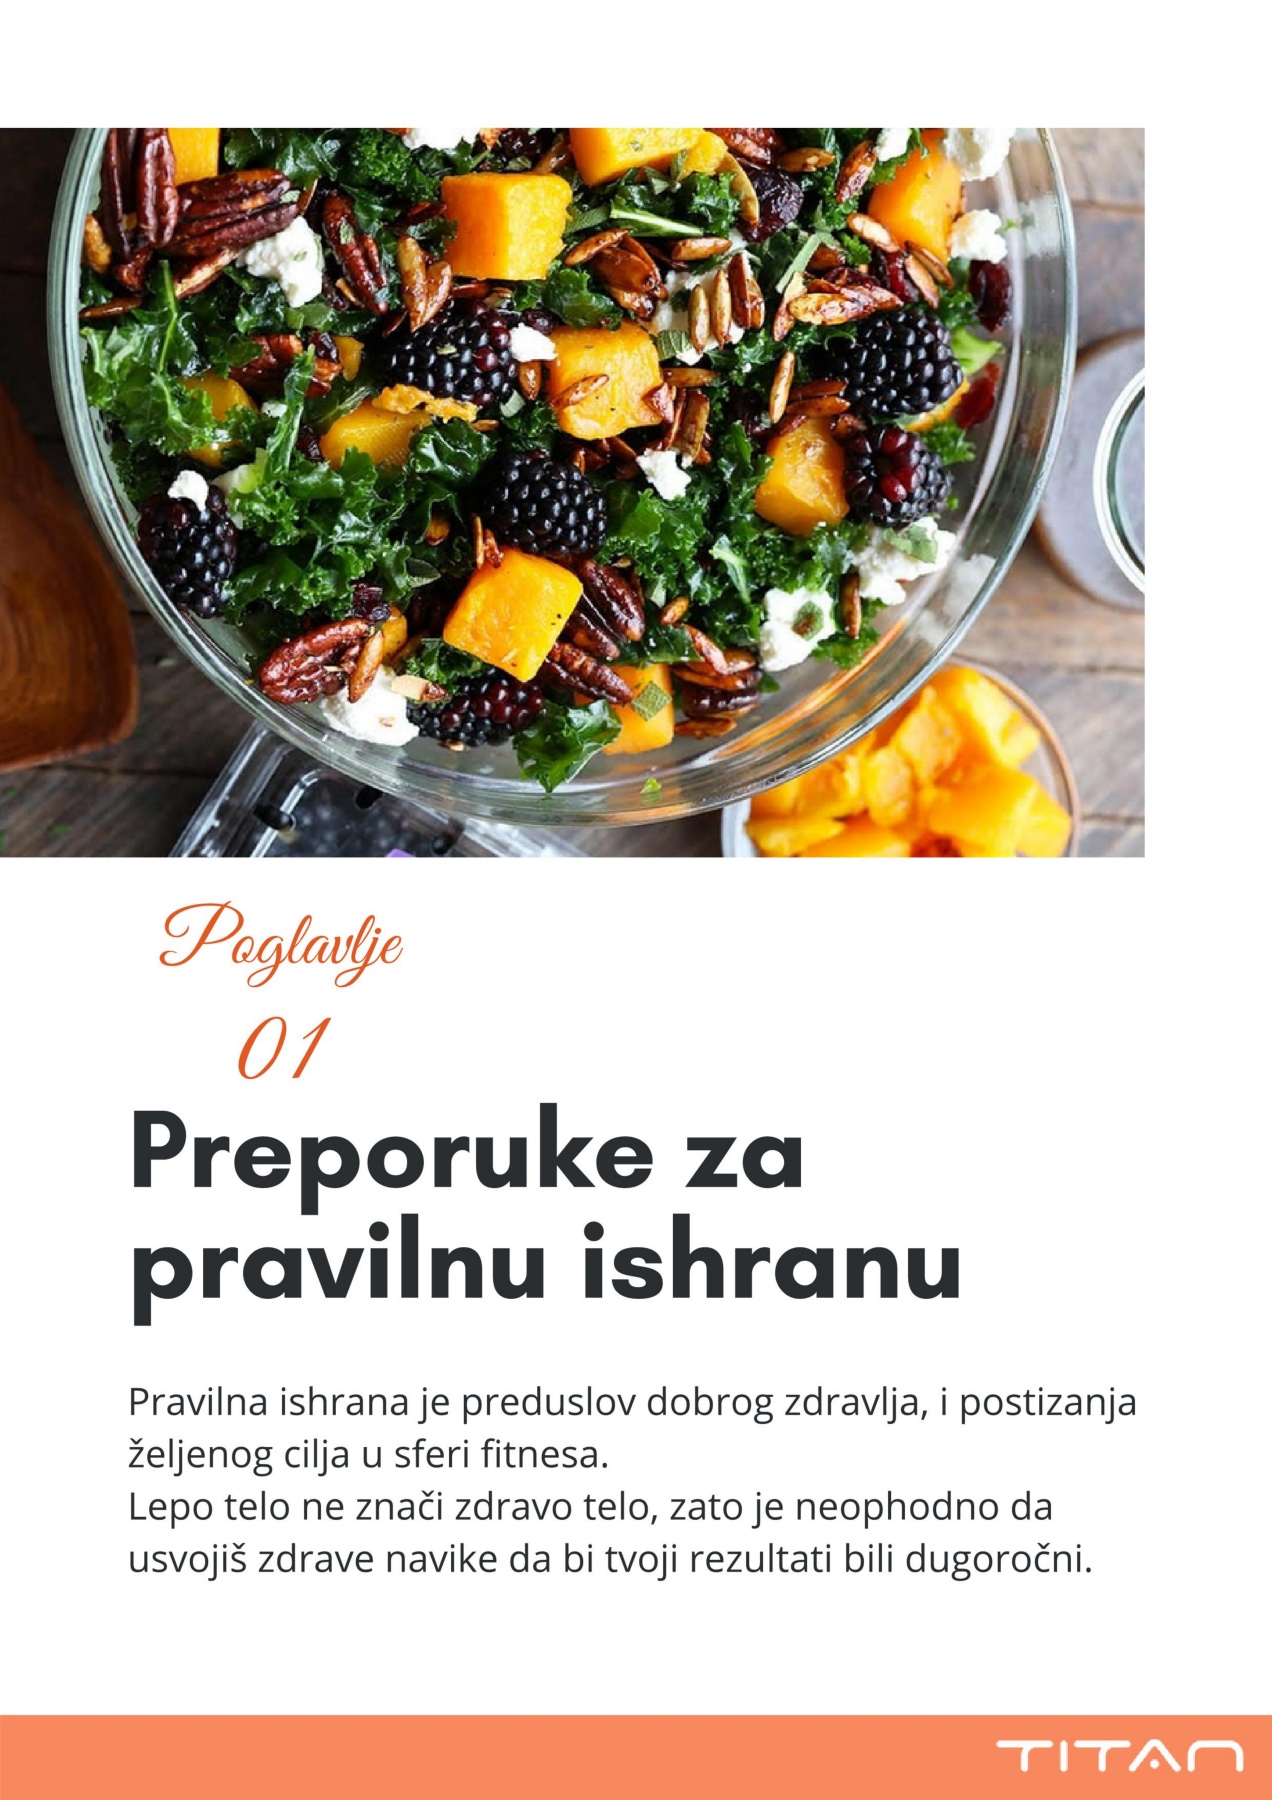 Poglavlje
01
Preporuke za
pravilnu ishranu
Pravilna ishrana je preduslov dobrog zdravlja, i postizanja
željenog cilja u sferi fitnesa.
Lepo telo ne znači zdravo telo, zato je neophodno da
usvojiš zdrave navike da bi tvoji rezultati bili dugoročni.
TITAN